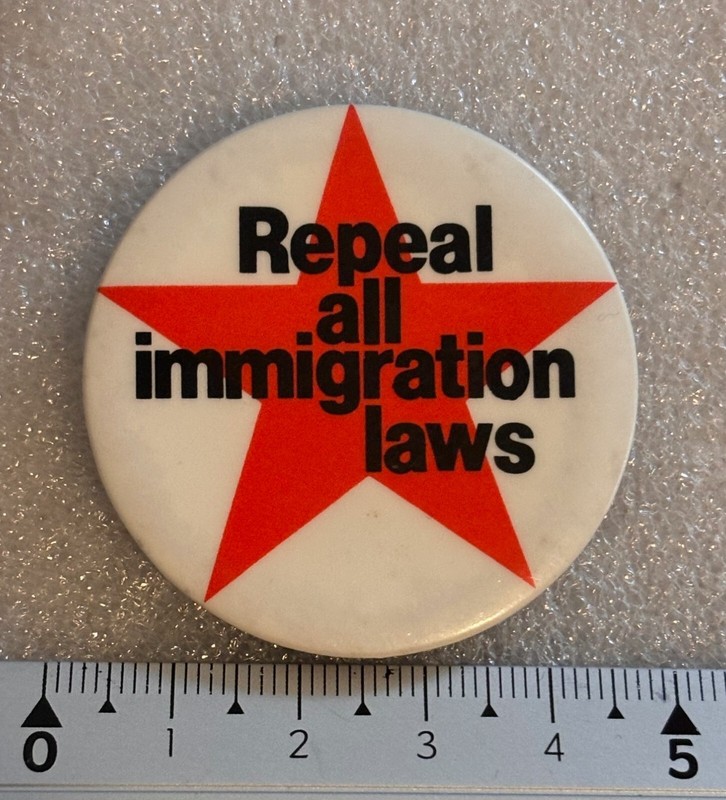 Repeal
all
immigration
laws
0 1 2 3 4 5